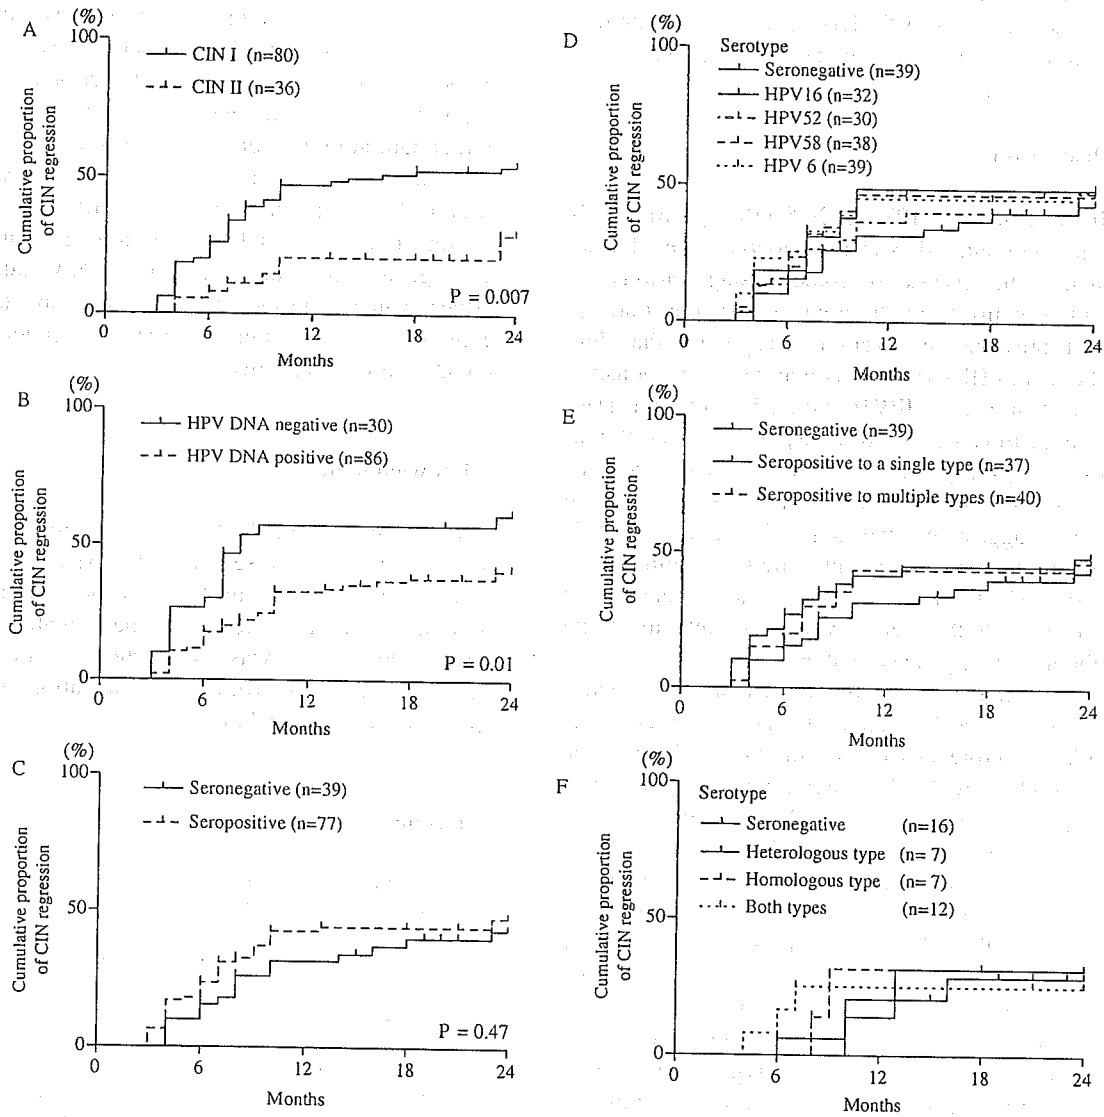 A
(%)
100
50
0
CIN I (n=80)
CIN II (n=36)
Cumulative proportion
of CIN regression
P = 0.007
0 6 12 18 24
Months
B
(%)
100
50
0
HPV DNA negative (n=30)
HPV DNA positive (n=86)
Cumulative proportion
of CIN regression
P = 0.01
0 6 12 18 24
Months
C
(%)
100
50
0
Seronegative (n=39)
Seropositive (n=77)
Cumulative proportion
of CIN regression
P = 0.47
0 6 12 18 24
Months
D
(%)
100
50
0
Serotype
Seronegative (n=39)
HPV16 (n=32)
HPV52 (n=30)
HPV58 (n=38)
HPV 6 (n=39)
Cumulative proportion
of CIN regression
0 6 12 18 24
Months
E
(%)
100
50
0
Seronegative (n=39)
Seropositive to a single type (n=37)
Seropositive to multiple types (n=40)
Cumulative proportion
of CIN regression
0 6 12 18 24
Months
F
(%)
100
50
0
Serotype
Seronegative (n=16)
Heterologous type (n= 7)
Homologous type (n= 7)
Both types (n=12)
Cumulative proportion
of CIN regression
0 6 12 18 24
Months